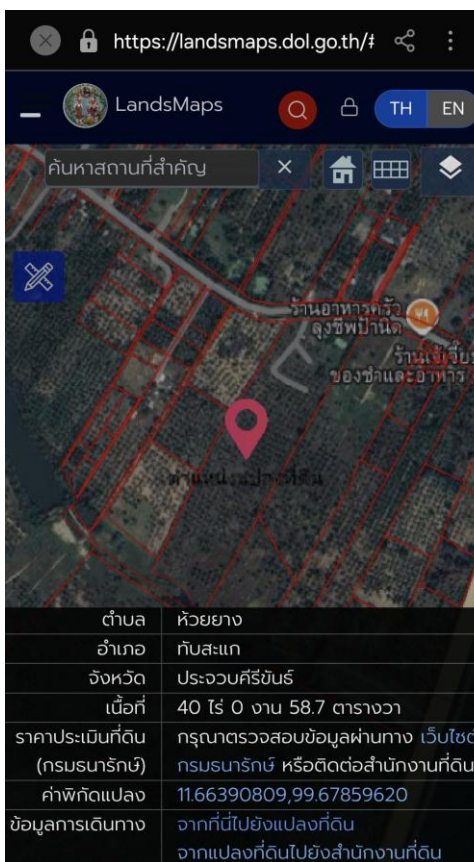 https://landsmaps.dol.go.th/#
LandsMaps
TH
EN
ค้นหาสถานที่สำคัญ
ร้านอาหารครัว
ลุงชีพป้านิด
ของชำและอาหาร
ตำแหน่งแปลงที่ดิน
ตำบล ห้วยยาง
อำเภอ ทับสะแก
จังหวัด ประจวบคีรีขันธ์
เนื้อที่ 40 ไร่ 0 งาน 58.7 ตารางวา
ราคาประเมินที่ดิน กรุณาตรวจสอบข้อมูลผ่านทาง เว็บไซต์
(กรมธนารักษ์) กรมธนารักษ์ หรือติดต่อสำนักงานที่ดิน
ค่าพิกัดแปลง 11.66390809,99.67859620
ข้อมูลการเดินทาง จากที่นี่ไปยังแปลงที่ดิน
จากแปลงที่ดินไปยังสำนักงานที่ดิน